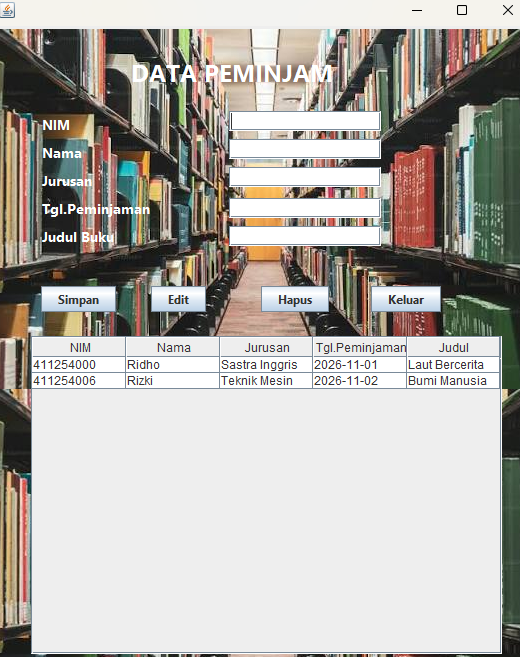 DATA PEMINJAM
NIM
Nama
Jurusan
Tgl.Peminjaman
Judul Buku
Simpan Edit Hapus Keluar
NIM Nama Jurusan Tgl.Peminjaman Judul
411254000 Ridho Sastra Inggris 2026-11-01 Laut Bercerita
411254006 Rizki Teknik Mesin 2026-11-02 Bumi Manusia